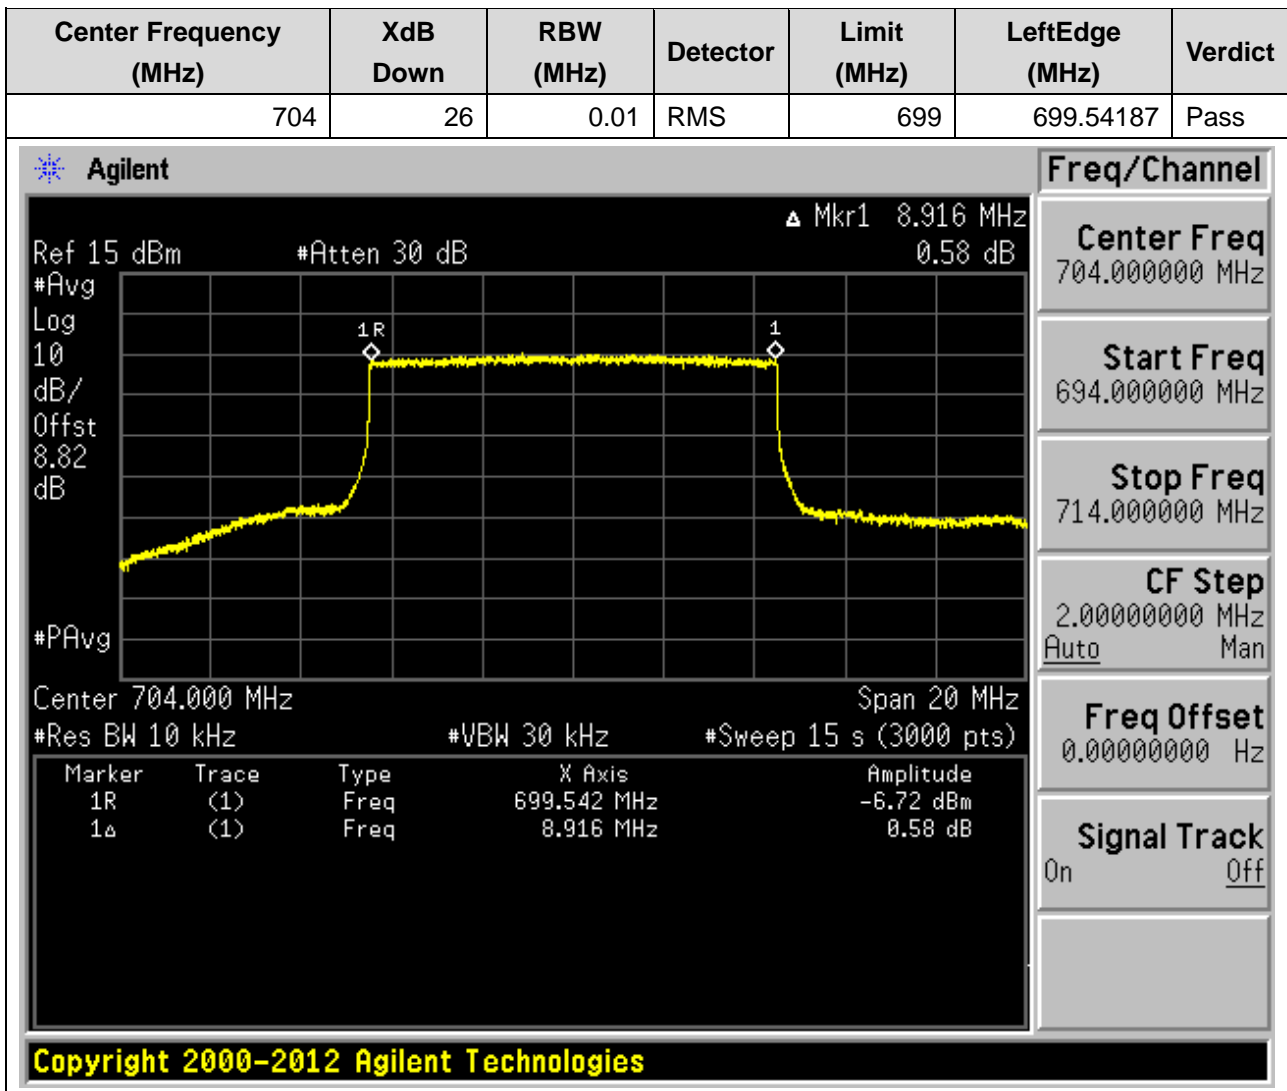 Center Frequency (MHz) XdB Down RBW (MHz) Detector Limit (MHz) LeftEdge (MHz) Verdict
704 26 0.01 RMS 699 699.54187 Pass
Agilent
Freq/Channel
Δ Mkr1 8.916 MHz
Ref 15 dBm #Atten 30 dB 0.58 dB
#Avg
Log
10
dB/
Offst
8.82
dB
1R
1
#PAvg
Center 704.000 MHz Span 20 MHz
#Res BW 10 kHz #VBW 30 kHz #Sweep 15 s (3000 pts)
Marker Trace Type X Axis Amplitude
1R (1) Freq 699.542 MHz -6.72 dBm
1Δ (1) Freq 8.916 MHz 0.58 dB
Center Freq
704.000000 MHz
Start Freq
694.000000 MHz
Stop Freq
714.000000 MHz
CF Step
2.00000000 MHz
Auto Man
Freq Offset
0.00000000 Hz
Signal Track
On Off
Copyright 2000-2012 Agilent Technologies